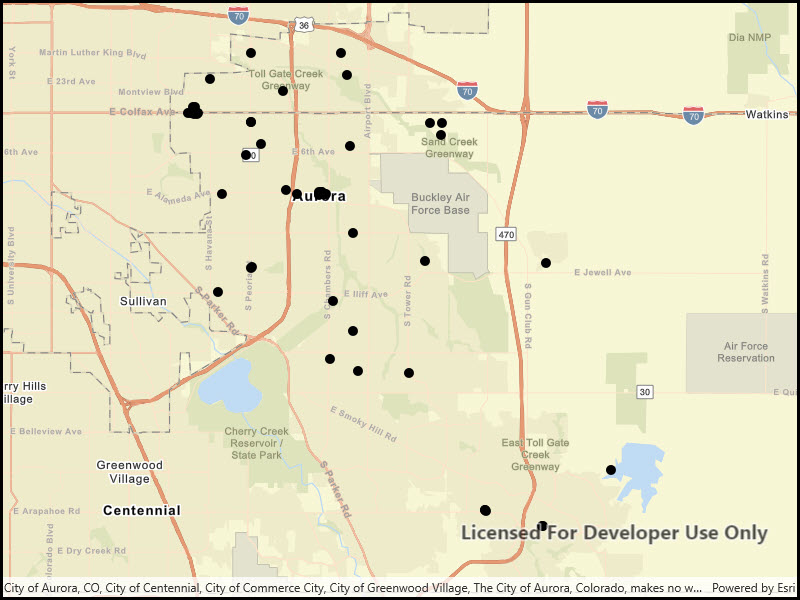 70
36
Dia NMP
York St
Martin Luther King Blvd
E 23rd Ave
Toll Gate Creek
Greenway
Montview Blvd
Airport Blvd
70
E Colfax Ave
70
70
Watkins
6th Ave
E 6th Ave
Sand Creek
Greenway
E Alameda Ave
Aurora
Buckley Air
Force Base
470
S University Blvd
S Havana St
S Peoria
S Chambers Rd
E Jewell Ave
S Watkins Rd
Sullivan
S Parker Rd
E Iliff Ave
S Tower Rd
S Gun Club Rd
Air Force
Reservation
rry Hills
illage
30
E Qui
E Belleview Ave
Cherry Creek
Reservoir /
State Park
E Smoky Hill Rd
East Toll Gate
Creek
Greenway
Greenwood
Village
S Parker Rd
Centennial
E Arapahoe Rd
Licensed For Developer Use Only
E Dry Creek Rd
olorado Blvd
City of Aurora, CO, City of Centennial, City of Commerce City, City of Greenwood Village, The City of Aurora, Colorado, makes no w... Powered by Esri